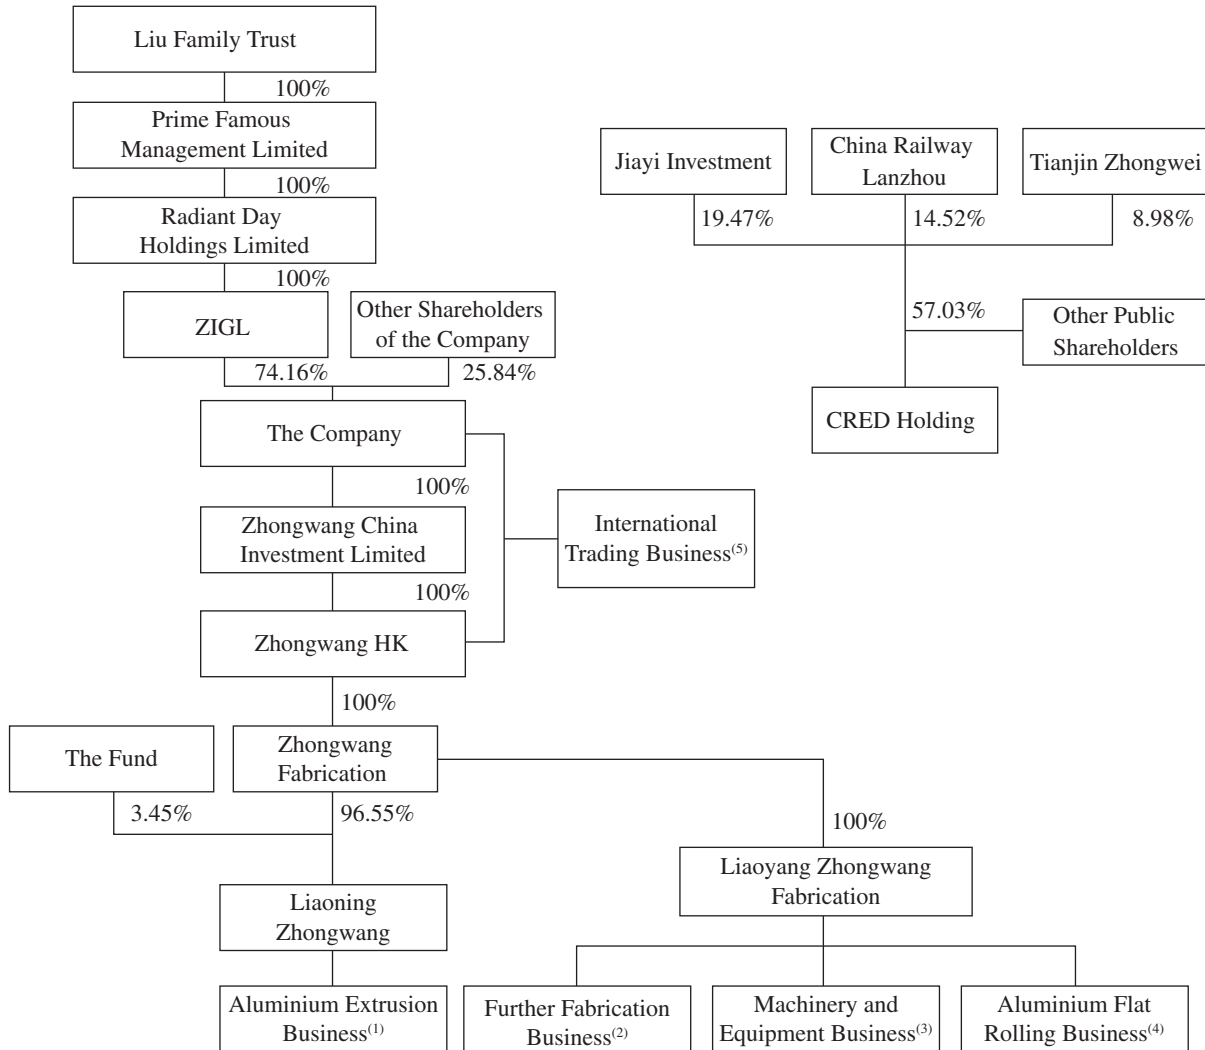 Liu Family Trust
100%
Prime Famous
Management Limited
100%
Radiant Day
Holdings Limited
100%
ZIGL
Other Shareholders
of the Company
74.16%
25.84%
The Company
100%
Zhongwang China
Investment Limited
100%
Zhongwang HK
International
Trading Business(5)
100%
The Fund
Zhongwang
Fabrication
3.45%
96.55%
100%
Liaoning
Zhongwang
Liaoyang Zhongwang
Fabrication
Aluminium Extrusion
Business(1)
Further Fabrication
Business(2)
Machinery and
Equipment Business(3)
Aluminium Flat
Rolling Business(4)
Jiayi Investment
China Railway
Lanzhou
Tianjin Zhongwei
19.47%
14.52%
8.98%
57.03%
Other Public
Shareholders
CRED Holding